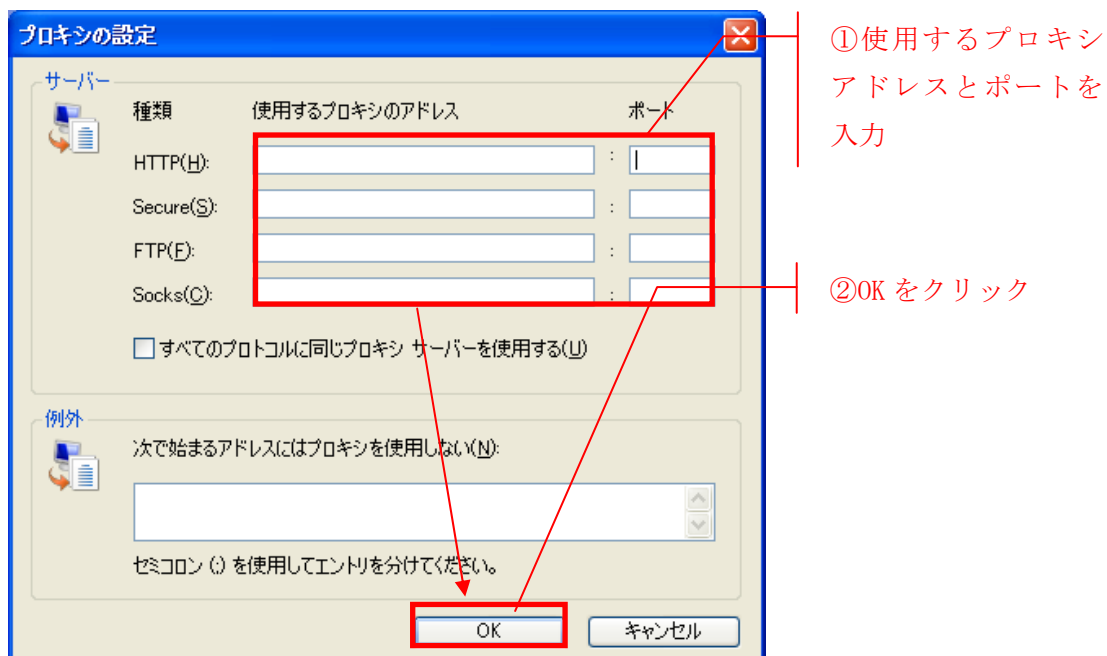 プロキシの設定
サーバー
種類 使用するプロキシのアドレス ポート
HTTP(H): :
Secure(S): :
FTP(F): :
Socks(C): :
すべてのプロトコルに同じプロキシ サーバーを使用する(U)
例外
次で始まるアドレスにはプロキシを使用しない(N):
セミコロン (;) を使用してエントリを分けてください。
OK キャンセル
①使用するプロキシ
アドレスとポートを
入力
②OK をクリック